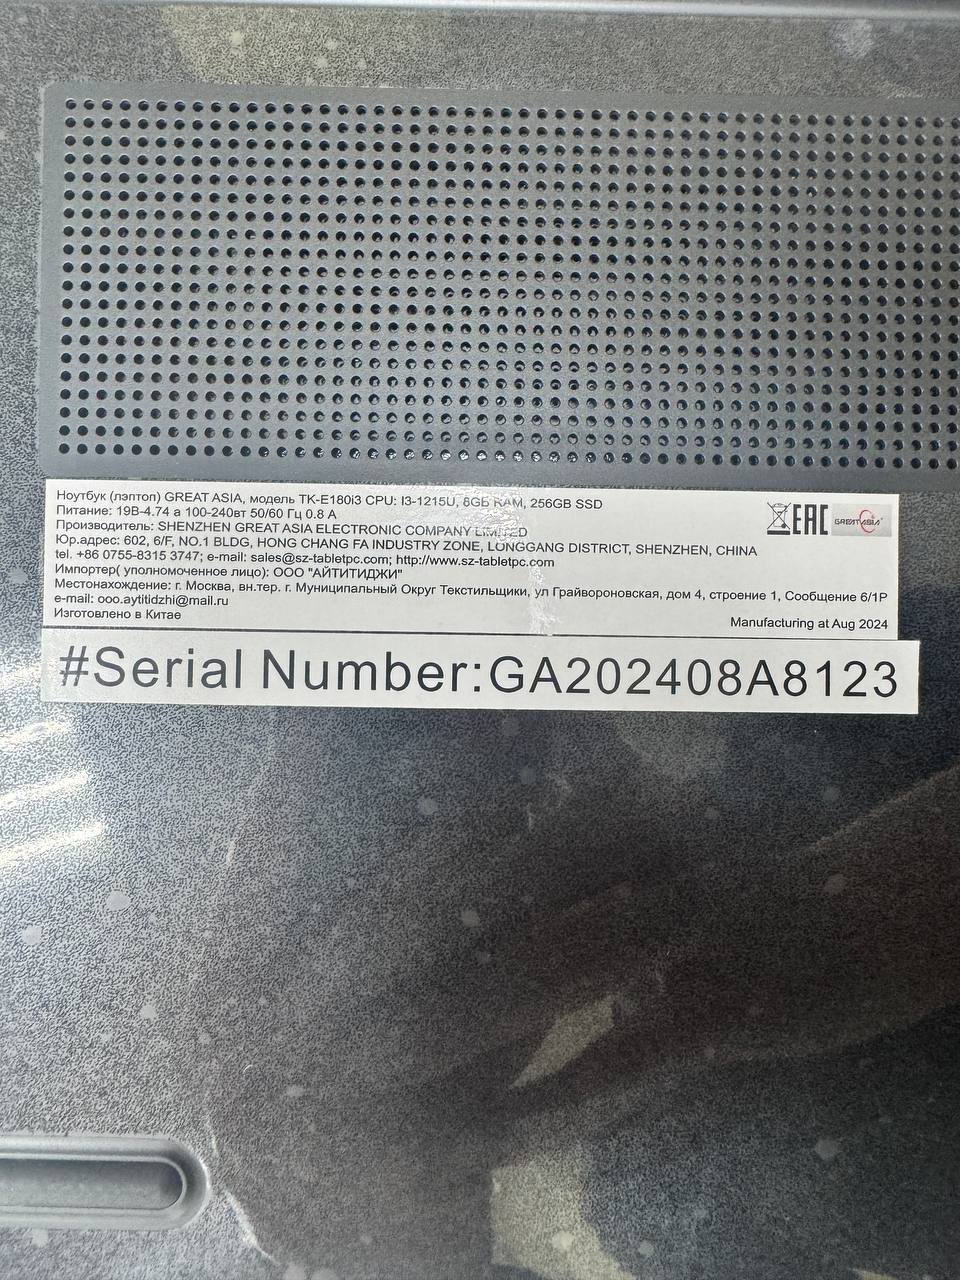 Ноутбук (лэптоп) GREAT ASIA, модель TK-E180i3 CPU: I3-1215U, 8GB RAM, 256GB SSD
Питание: 19В-4.74 а 100-240вт 50/60 Гц 0.8 А
Производитель: SHENZHEN GREAT ASIA ELECTRONIC COMPANY LIMITED
Юр.адрес: 602, 6/F, NO.1 BLDG, HONG CHANG FA INDUSTRY ZONE, LONGGANG DISTRICT, SHENZHEN, CHINA
tel. +86 0755-8315 3747; e-mail: sales@sz-tabletpc.com; http://www.sz-tabletpc.com
Импортер( уполномоченное лицо): ООО "АЙТИТИДЖИ"
Местонахождение: г. Москва, вн.тер. г. Муниципальный Округ Текстильщики, ул Грайвороновская, дом 4, строение 1, Сообщение 6/1Р
e-mail: ooo.aytitidzhi@mail.ru
Изготовлено в Китае
Manufacturing at Aug 2024
EAC
GREAT ASIA
#Serial Number:GA202408A8123